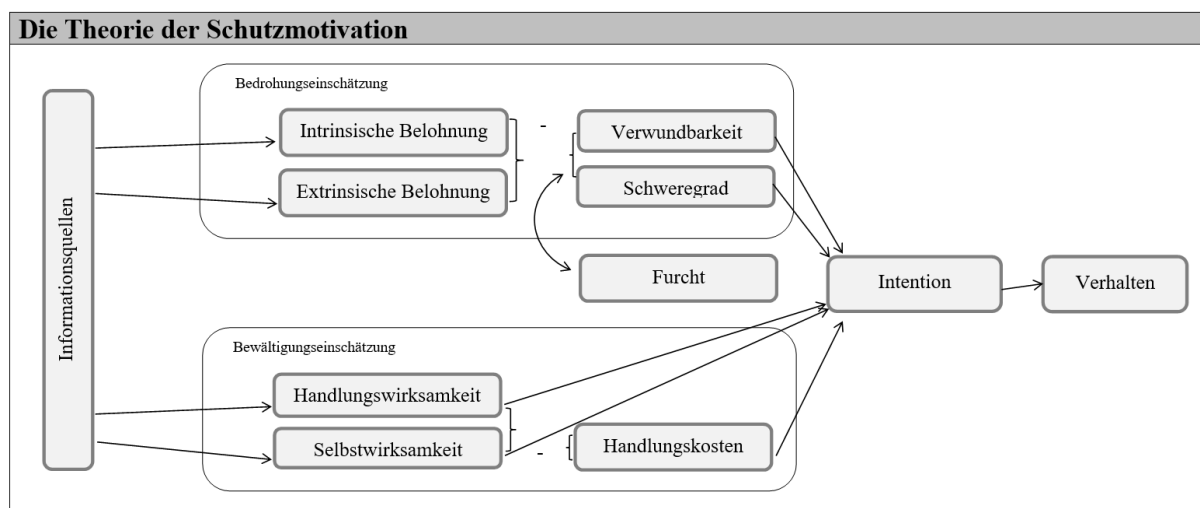 Die Theorie der Schutzmotivation
Informationsquellen
Bedrohungseinschätzung
Intrinsische Belohnung
-
Verwundbarkeit
Extrinsische Belohnung
Schweregrad
Furcht
Intention
Verhalten
Bewältigungseinschätzung
Handlungswirksamkeit
Selbstwirksamkeit
-
Handlungskosten